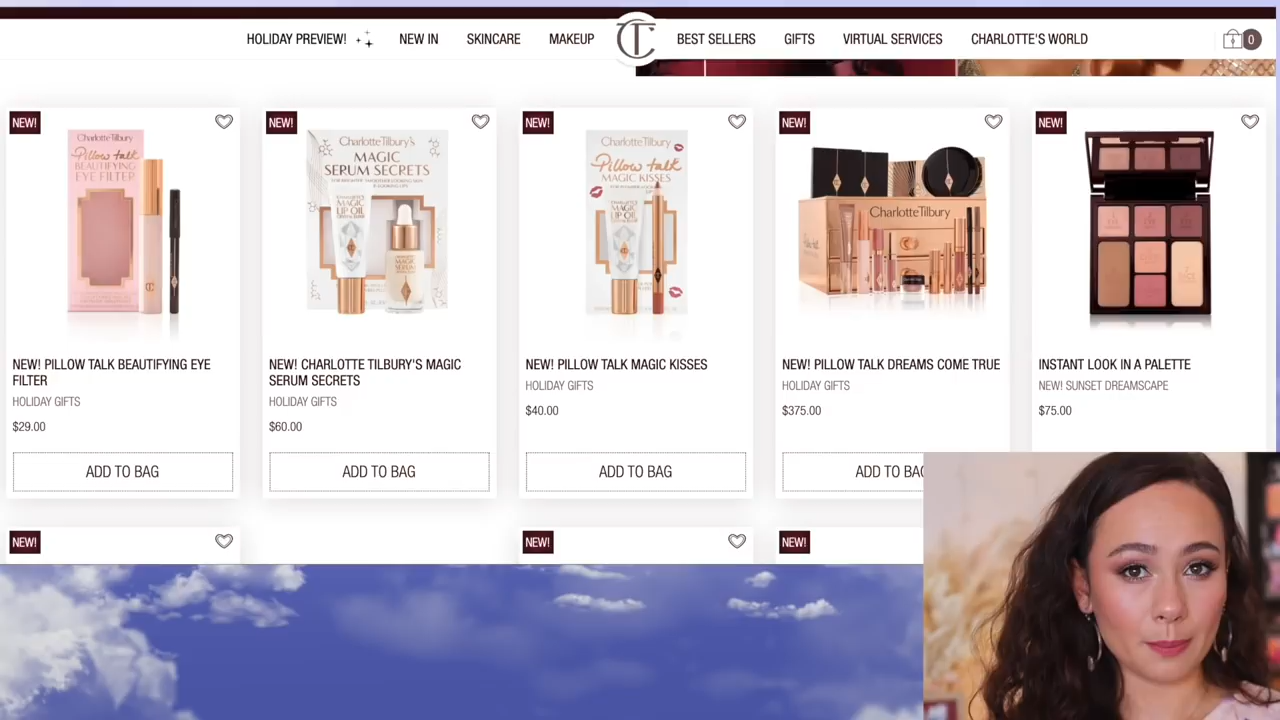 HOLIDAY PREVIEW! NEW IN SKINCARE MAKEUP CT BEST SELLERS GIFTS VIRTUAL SERVICES CHARLOTTE'S WORLD 0
NEW! NEW! NEW! NEW! NEW!
Charlotte Tilbury
Pillow talk
BEAUTIFYING
EYE FILTER
Charlotte Tilbury's
MAGIC
SERUM SECRETS
CharlotteTilbury
Pillow talk
MAGIC KISSES
CharlotteTilbury
NEW! PILLOW TALK BEAUTIFYING EYE
FILTER
HOLIDAY GIFTS
$29.00
ADD TO BAG
NEW! CHARLOTTE TILBURY'S MAGIC
SERUM SECRETS
HOLIDAY GIFTS
$60.00
ADD TO BAG
NEW! PILLOW TALK MAGIC KISSES
HOLIDAY GIFTS
$40.00
ADD TO BAG
NEW! PILLOW TALK DREAMS COME TRUE
HOLIDAY GIFTS
$375.00
ADD TO BAG
INSTANT LOOK IN A PALETTE
NEW! SUNSET DREAMSCAPE
$75.00
NEW! NEW! NEW!